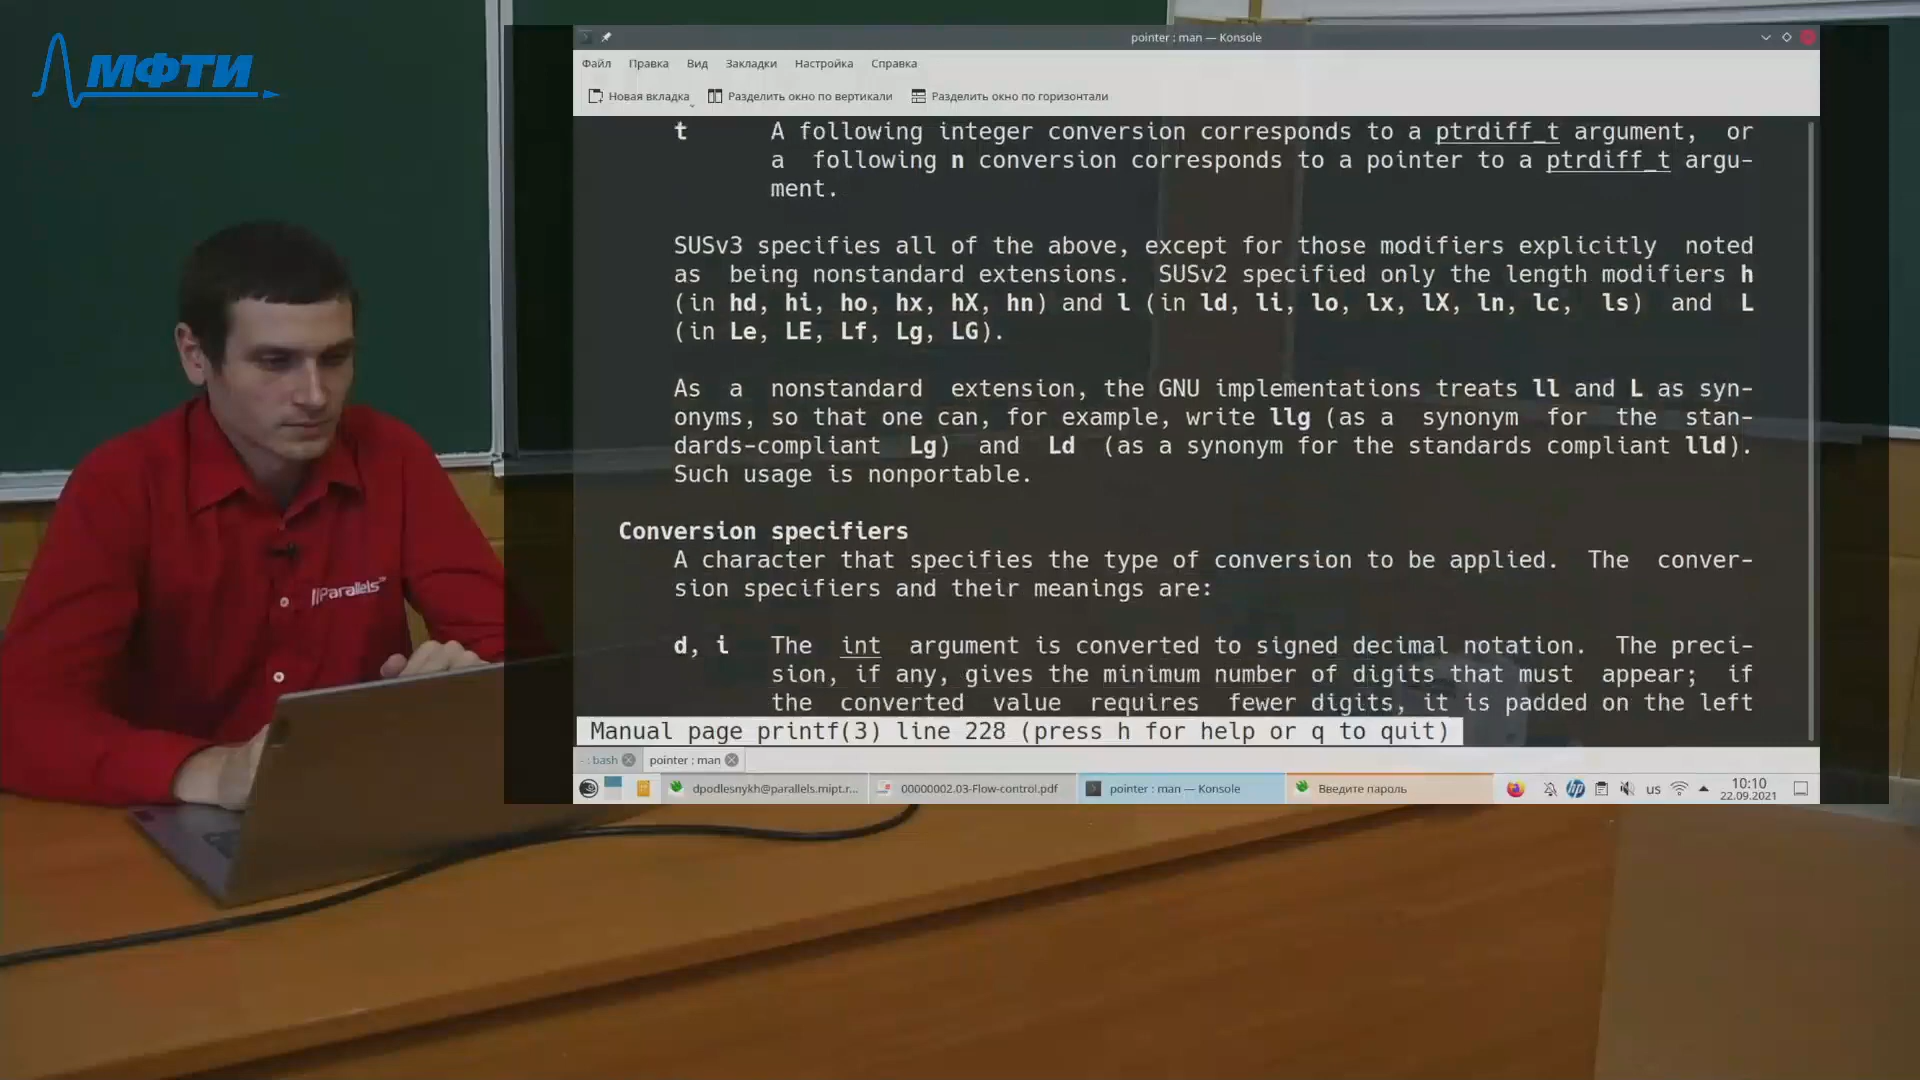 МФТИ
pointer : man — Konsole
Файл Правка Вид Закладки Настройка Справка
Новая вкладка Разделить окно по вертикали Разделить окно по горизонтали
t A following integer conversion corresponds to a ptrdiff_t argument, or
a following n conversion corresponds to a pointer to a ptrdiff_t argu-
ment.
SUSv3 specifies all of the above, except for those modifiers explicitly noted
as being nonstandard extensions. SUSv2 specified only the length modifiers h
(in hd, hi, ho, hx, hX, hn) and l (in ld, li, lo, lx, lX, ln, lc, ls) and L
(in Le, LE, Lf, Lg, LG).
As a nonstandard extension, the GNU implementations treats ll and L as syn-
onyms, so that one can, for example, write llg (as a synonym for the stan-
dards-compliant Lg) and Ld (as a synonym for the standards compliant lld).
Such usage is nonportable.
Conversion specifiers
A character that specifies the type of conversion to be applied. The conver-
sion specifiers and their meanings are:
d, i The int argument is converted to signed decimal notation. The preci-
sion, if any, gives the minimum number of digits that must appear; if
the converted value requires fewer digits, it is padded on the left
Manual page printf(3) line 228 (press h for help or q to quit)
- : bash pointer : man
dpodlesnykh@parallels.mipt.r... 00000002.03-Flow-control.pdf pointer : man — Konsole Введите пароль us 10:10
22.09.2021
||Parallels™